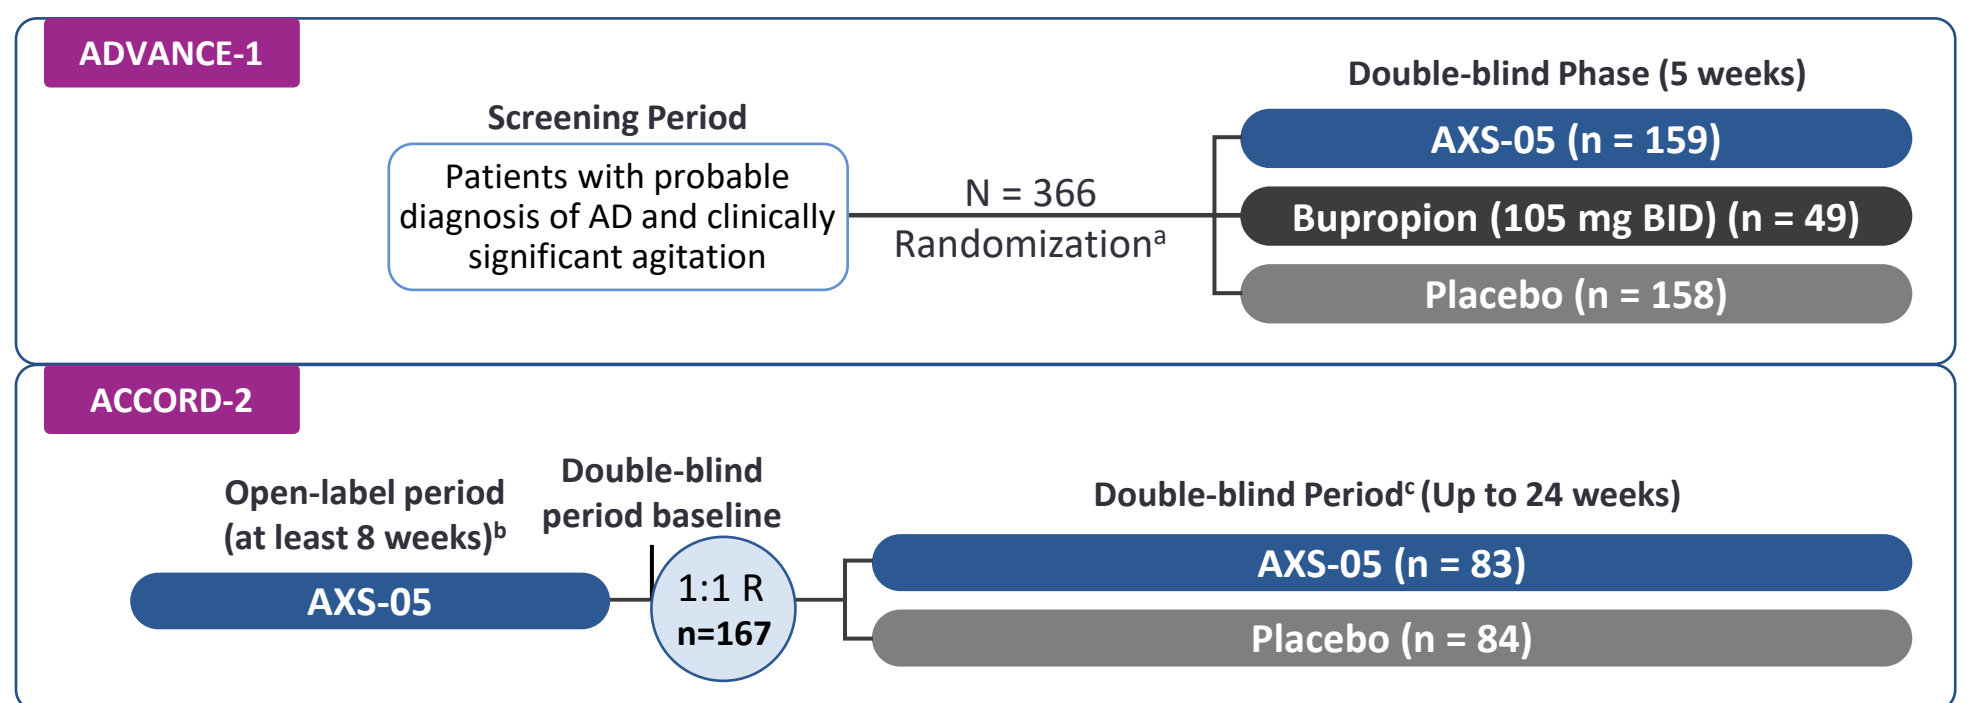 ADVANCE-1
Screening Period
Patients with probable
diagnosis of AD and clinically
significant agitation
N = 366
Randomizationᵃ
Double-blind Phase (5 weeks)
AXS-05 (n = 159)
Bupropion (105 mg BID) (n = 49)
Placebo (n = 158)
ACCORD-2
Open-label period
(at least 8 weeks)ᵇ
AXS-05
Double-blind
period baseline
1:1 R
n=167
Double-blind Periodᶜ (Up to 24 weeks)
AXS-05 (n = 83)
Placebo (n = 84)